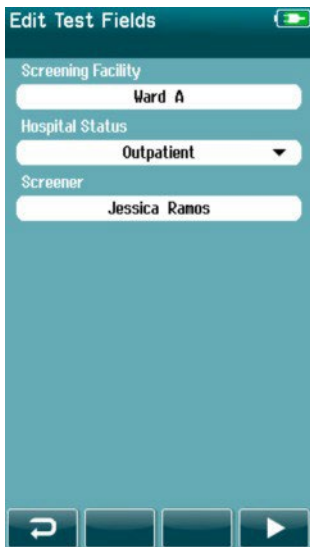 Edit Test Fields
Screening Facility
Ward A
Hospital Status
Outpatient
Screener
Jessica Ramos